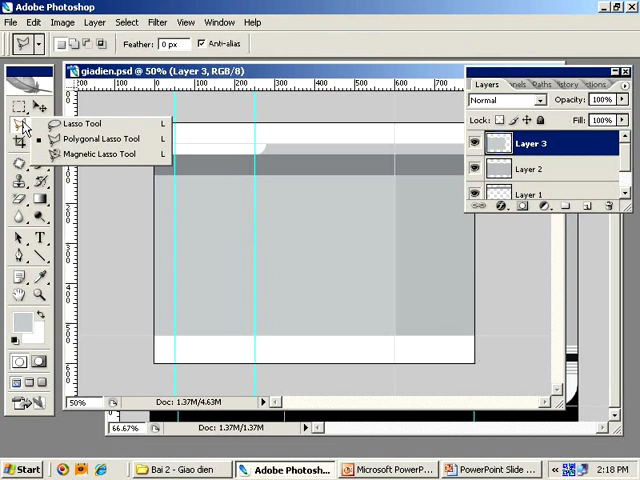 Adobe Photoshop
File Edit Image Layer Select Filter View Window Help
Feather: 0 px Anti-alias
giadien.psd @ 50% (Layer 3, RGB/8)
200 100 0 100 200 300 400 500 600 700
Layers Paths
Normal Opacity: 100%
Lock: Fill: 100%
Layer 3
Layer 2
Layer 1
Lasso Tool L
Polygonal Lasso Tool L
Magnetic Lasso Tool L
50% Doc: 1.37M/4.63M
66.67% Doc: 1.37M/1.37M
Start Bai 2 - Giao dien Adobe Photosh... Microsoft PowerP... PowerPoint Slide ... 2:18 PM